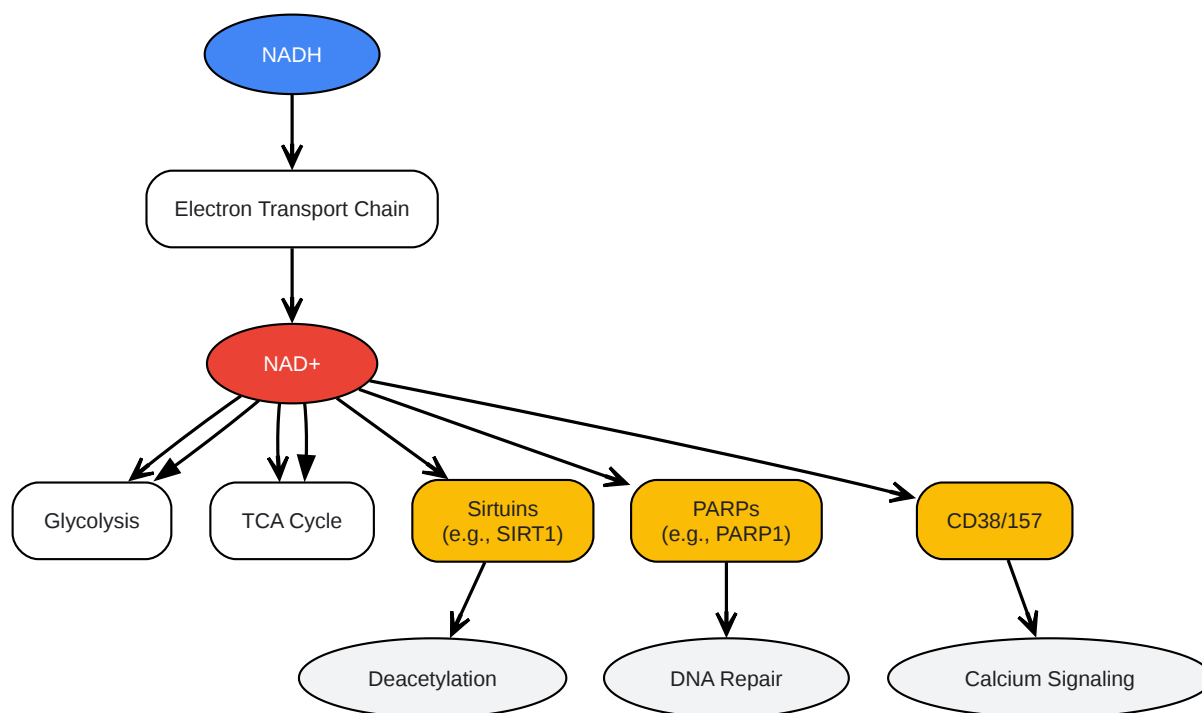 NADH
Electron Transport Chain
NAD+
Glycolysis
TCA Cycle
Sirtuins
(e.g., SIRT1)
PARPs
(e.g., PARP1)
CD38/157
Deacetylation
DNA Repair
Calcium Signaling